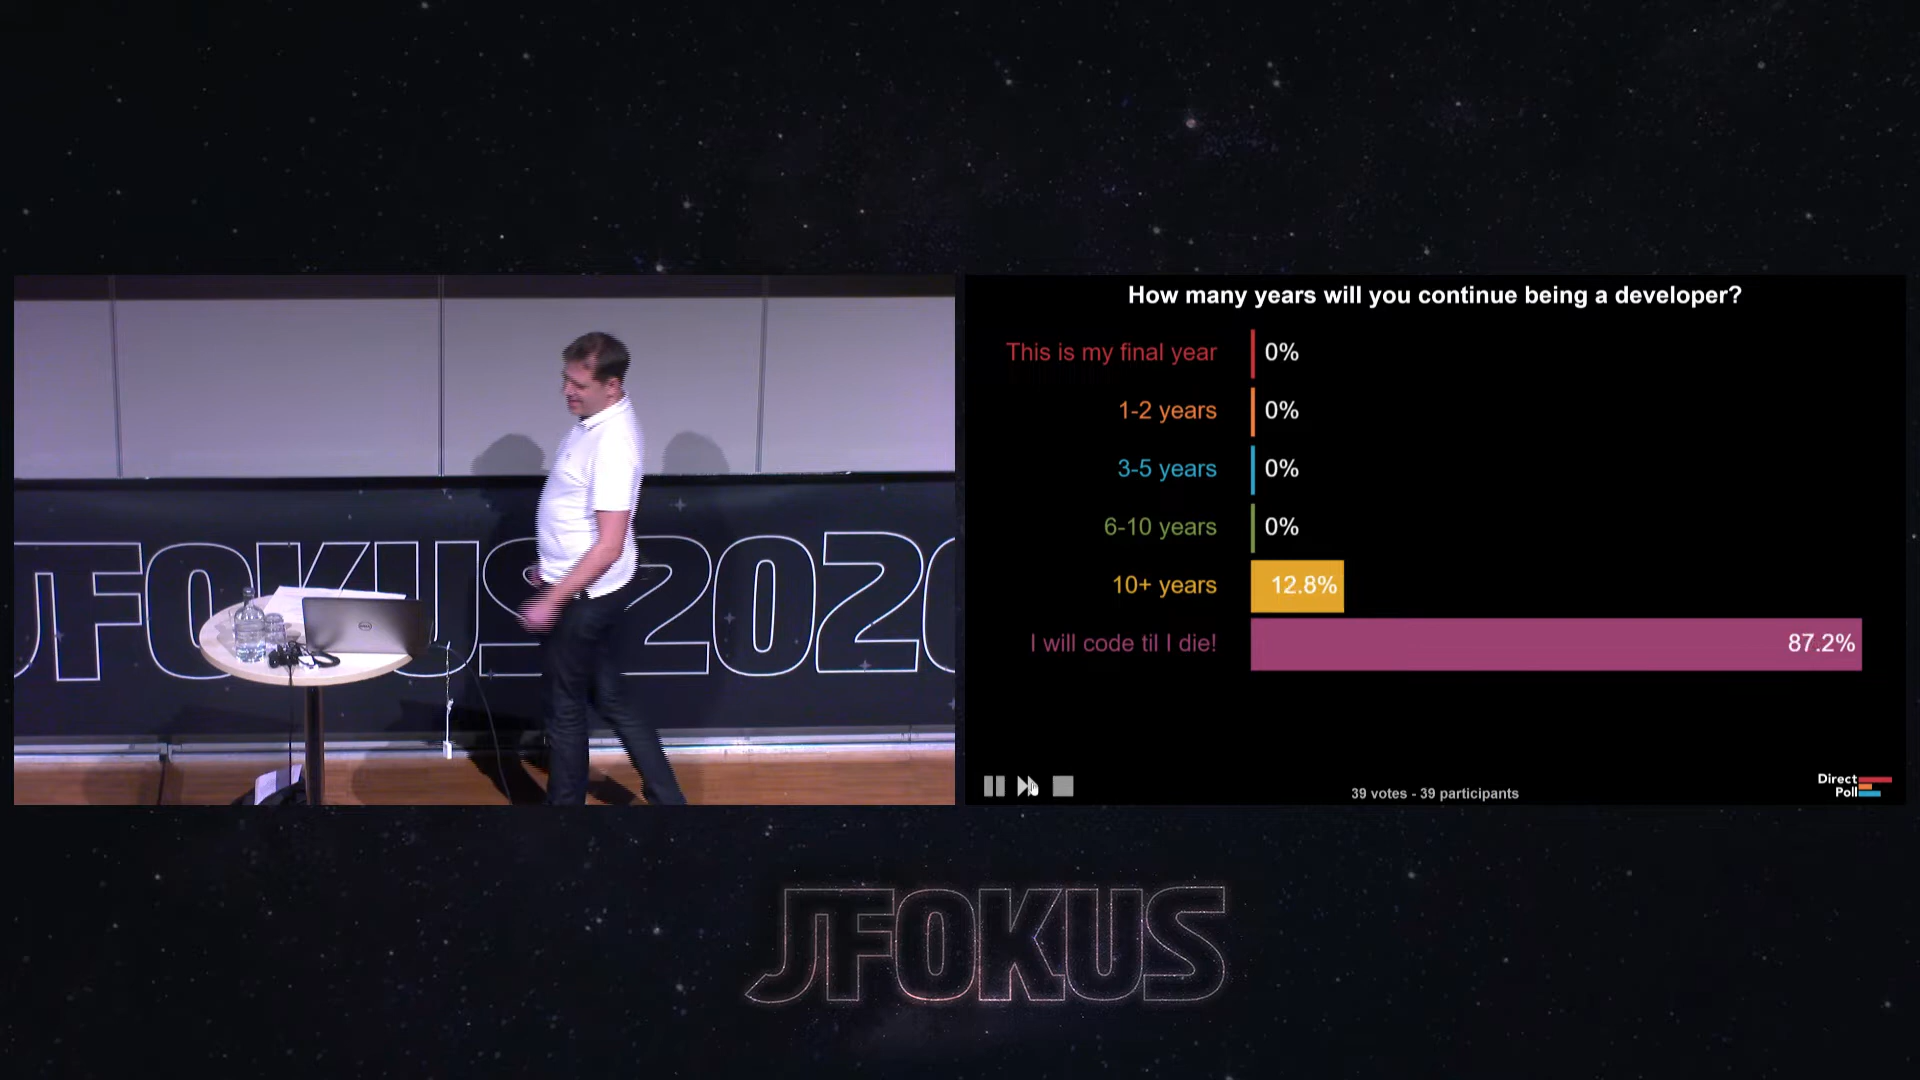 JFOKUS 2020
How many years will you continue being a developer?
This is my final year 0%
1-2 years 0%
3-5 years 0%
6-10 years 0%
10+ years 12.8%
I will code til I die! 87.2%
39 votes - 39 participants
Direct
Poll
JFOKUS